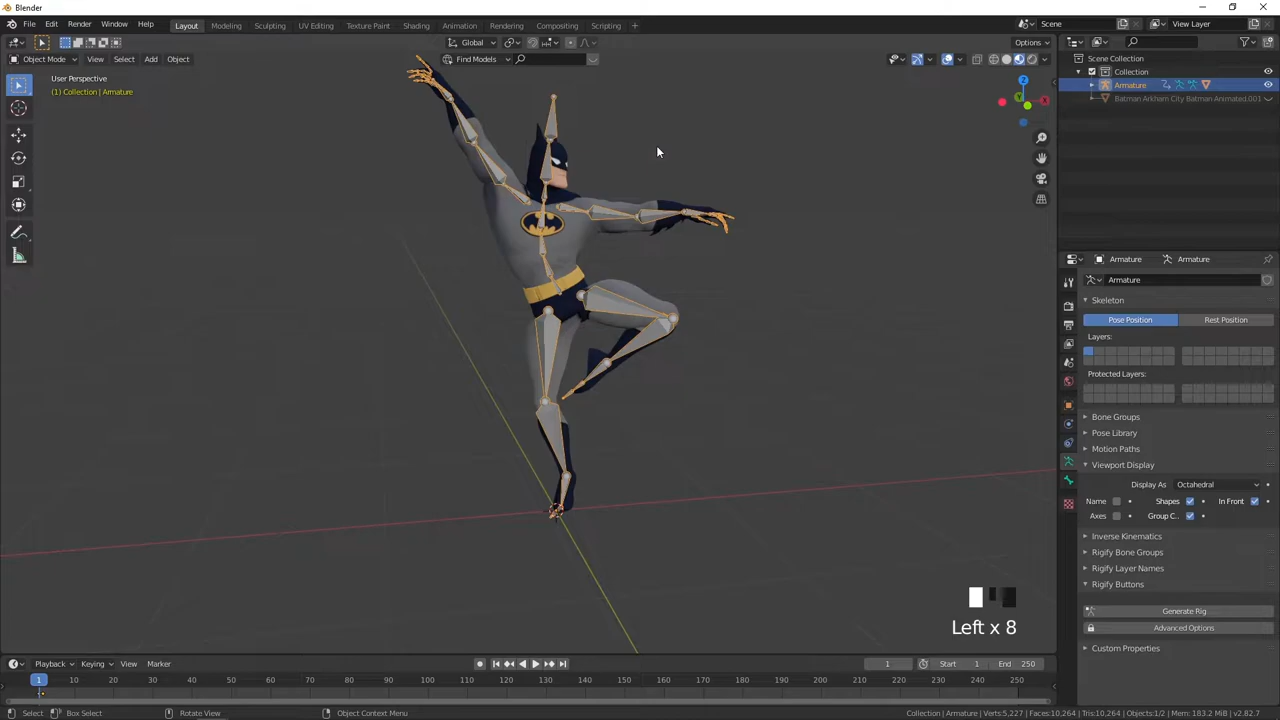 Blender
File Edit Render Window Help Layout Modeling Sculpting UV Editing Texture Paint Shading Animation Rendering Compositing Scripting + Scene View Layer
Global Options
Object Mode View Select Add Object Find Models
User Perspective
(1) Collection | Armature
Scene Collection
Collection
Armature
Batman Arkham City Batman Animated.001
Z
Y
X
Armature Armature
Armature
Skeleton
Pose Position Rest Position
Layers:
Protected Layers:
Bone Groups
Pose Library
Motion Paths
Viewport Display
Display As Octahedral
Name Shapes In Front
Axes Group C..
Inverse Kinematics
Rigify Bone Groups
Rigify Layer Names
Rigify Buttons
Generate Rig
Advanced Options
Custom Properties
Left x 8
Playback Keying View Marker 1 Start 1 End 250
1 10 20 30 40 50 60 70 80 90 100 110 120 130 140 150 160 170 180 190 200 210 220 230 240 250
Select Box Select Rotate View Object Context Menu Collection | Armature | Verts:5,227 | Faces:10,264 | Tris:10,264 | Objects:1/2 | Mem: 183.2 MiB | v2.82.7